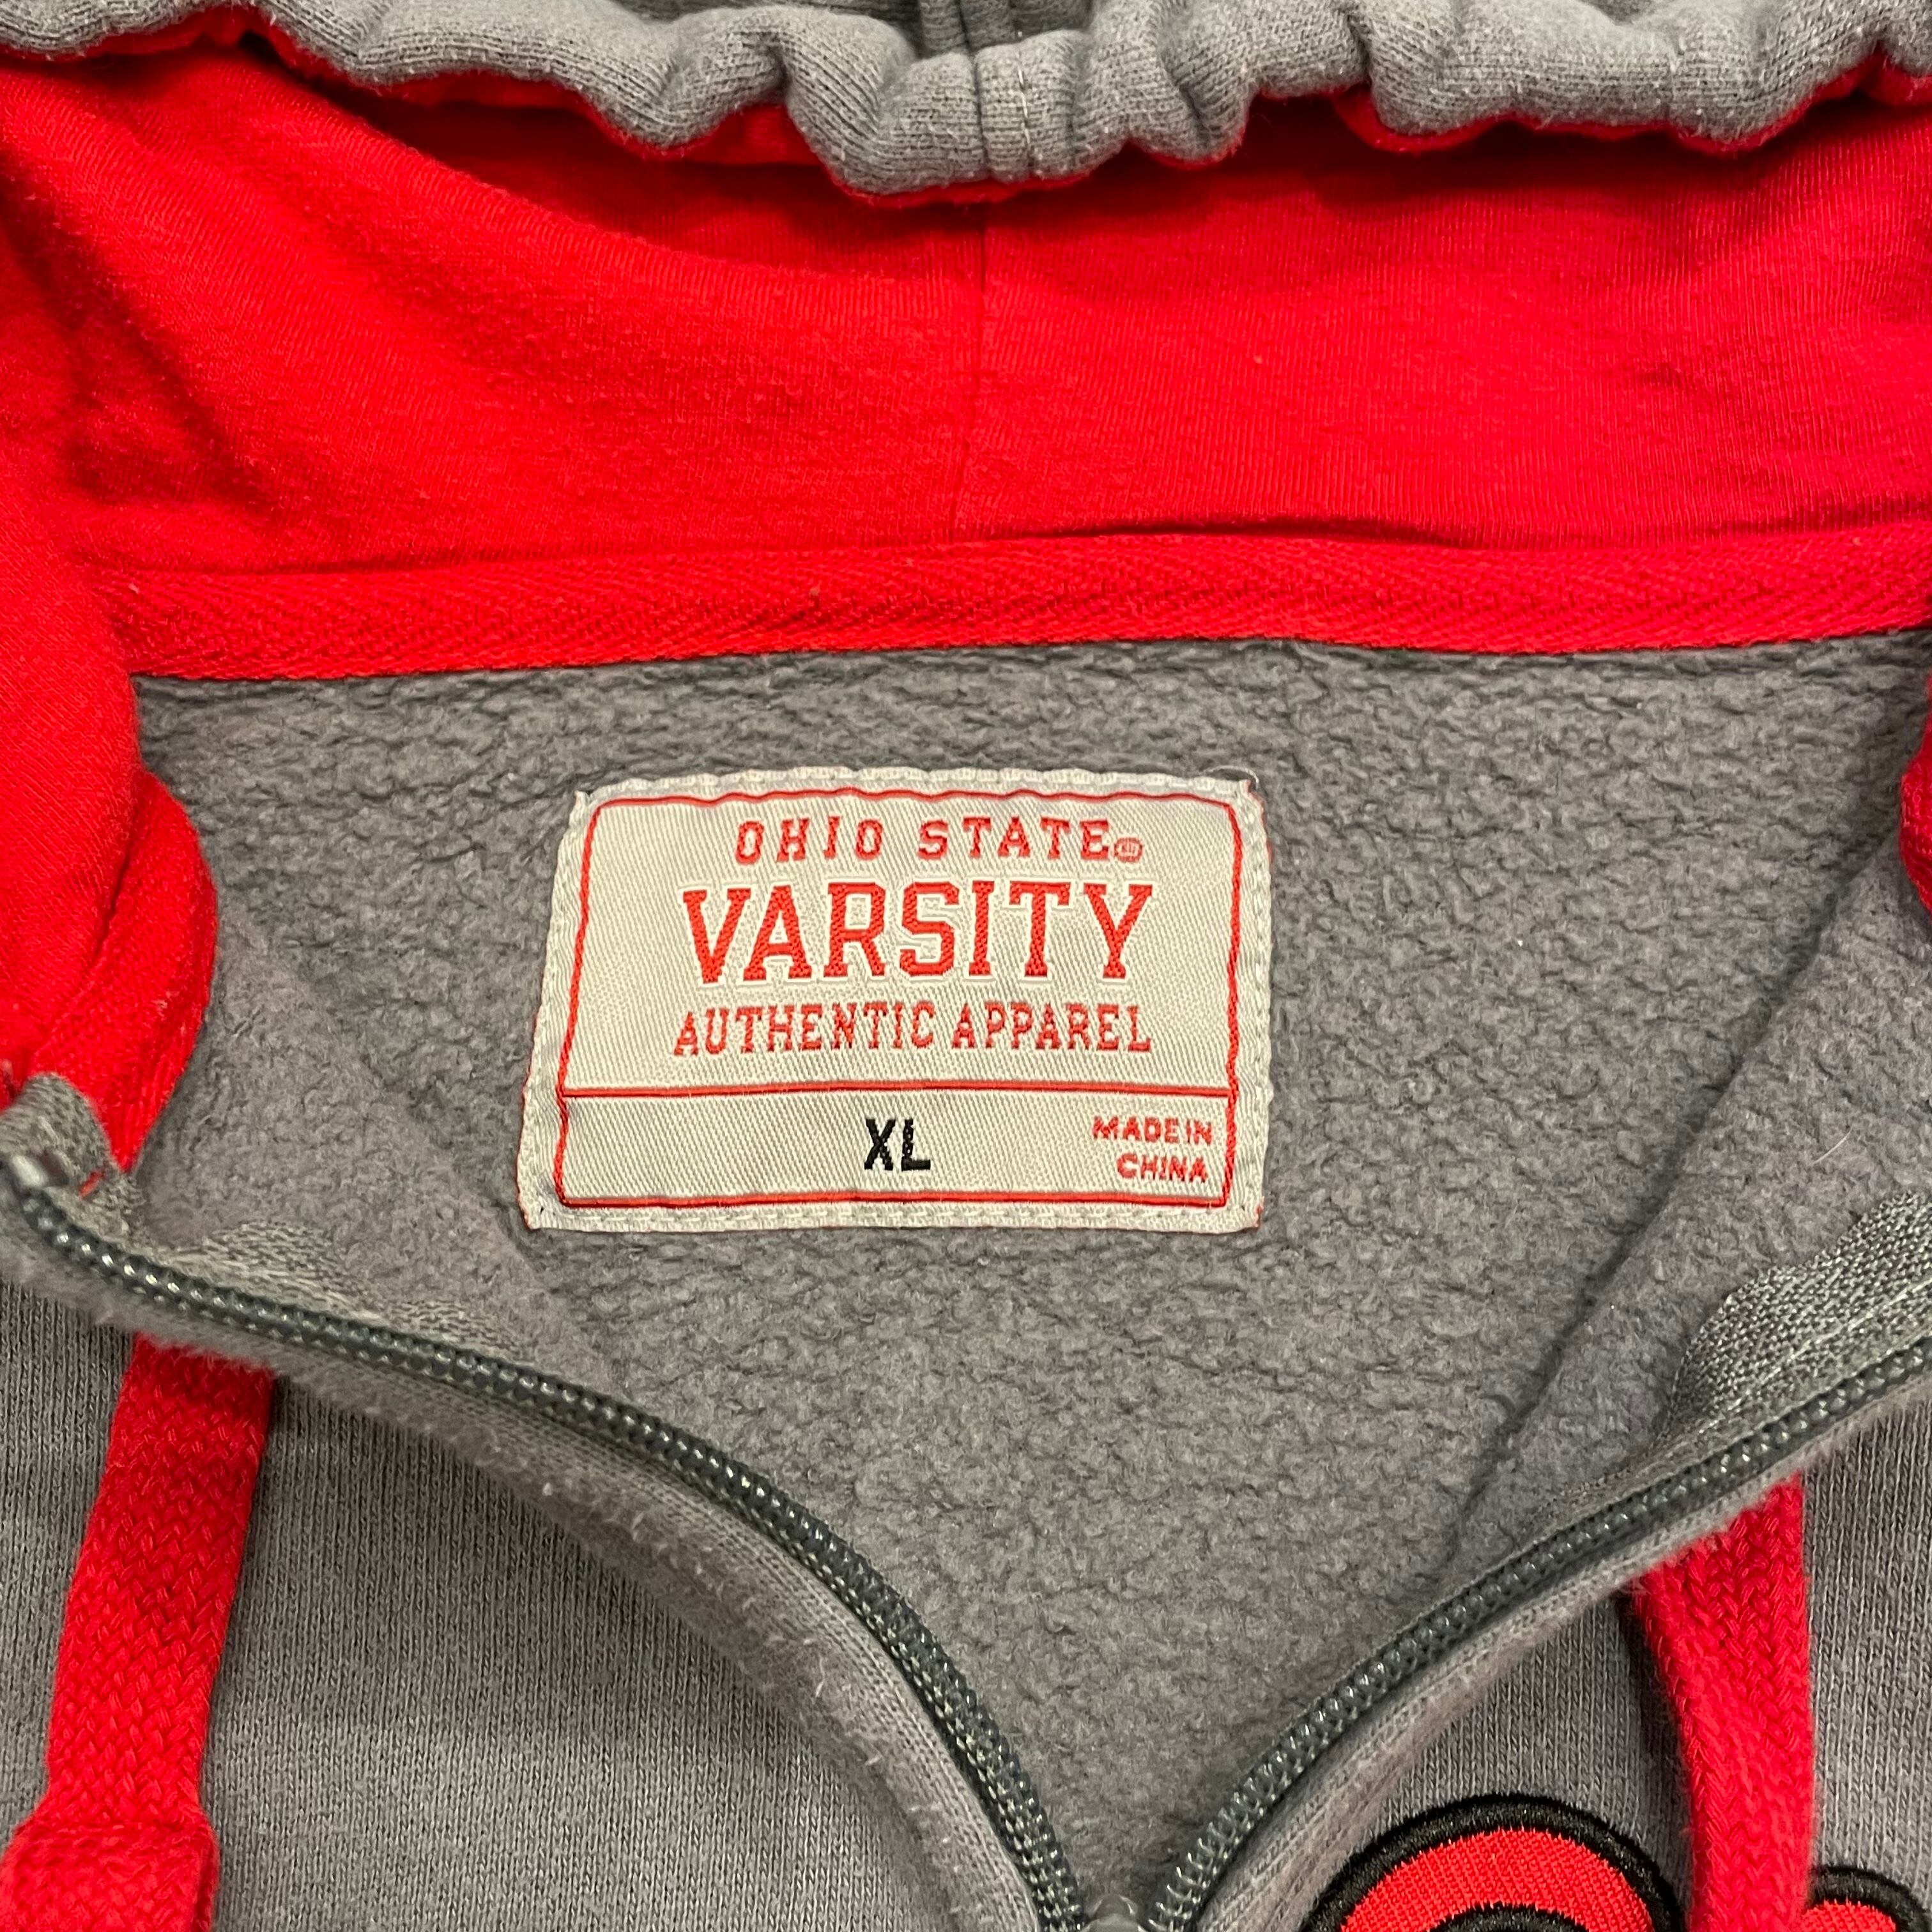 OHIO STATE
VARSITY
AUTHENTIC APPAREL
XL
MADE IN
CHINA